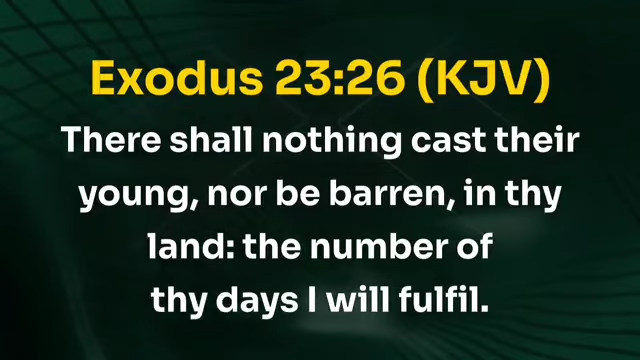 Exodus 23:26 (KJV)
There shall nothing cast their
young, nor be barren, in thy
land: the number of
thy days I will fulfil.